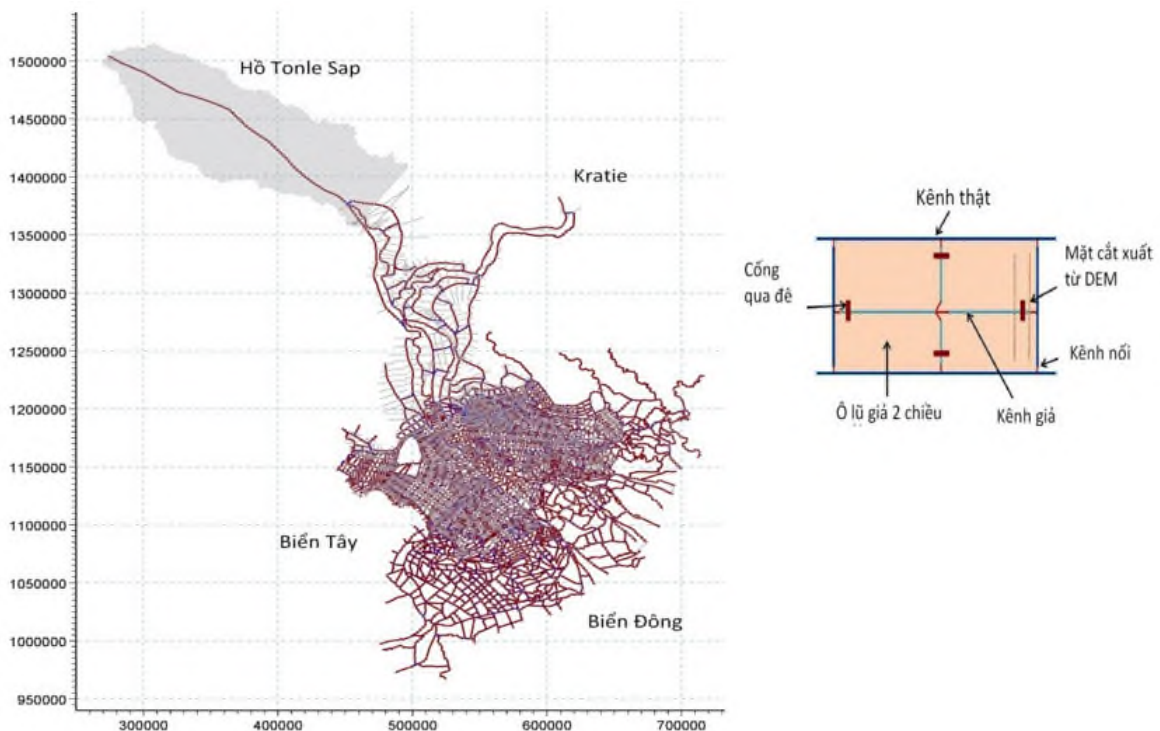 1500000
1450000
1400000
1350000
1300000
1250000
1200000
1150000
1100000
1050000
1000000
950000
300000
400000
500000
600000
700000
Hồ Tonle Sap
Kratie
Biển Tây
Biển Đông
Kênh thật
Cống
qua đê
Mặt cắt xuất
từ DEM
Kênh nối
Ô lũ giả 2 chiều
Kênh giả